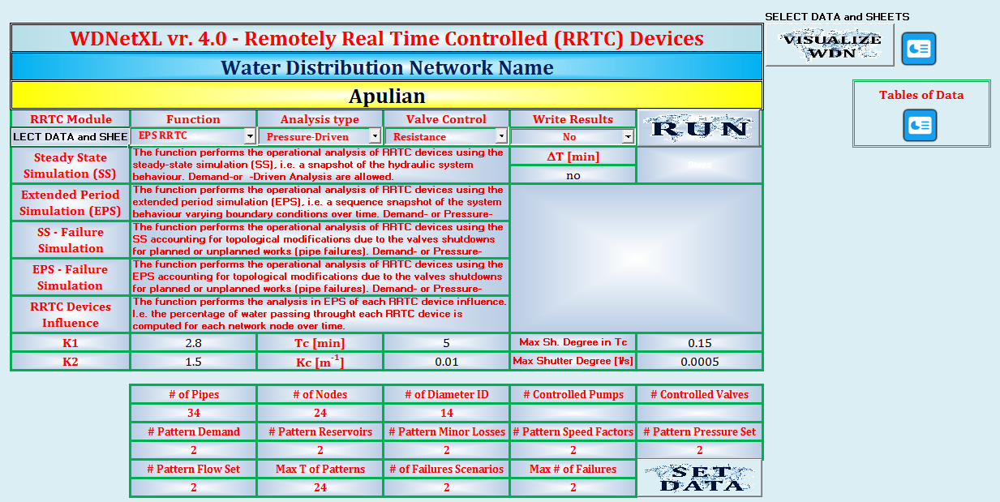 SELECT DATA and SHEETS
WDNetXL vr. 4.0 - Remotely Real Time Controlled (RRTC) Devices
VISUALIZE
WDN
Water Distribution Network Name
Apulian
Tables of Data
RRTC Module Function Analysis type Valve Control Write Results
RUN
LECT DATA and SHEE EPS RRTC Pressure-Driven Resistance No
Steady State
Simulation (SS)
The function performs the operational analysis of RRTC devices using the
steady-state simulation (SS), i.e. a snapshot of the hydraulic system
behaviour. Demand-or -Driven Analysis are allowed.
ΔT [min]
no
Extended Period
Simulation (EPS)
The function performs the operational analysis of RRTC devices using the
extended period simulation (EPS), i.e. a sequence snapshot of the system
behaviour varying boundary conditions over time. Demand- or Pressure-
SS - Failure
Simulation
The function performs the operational analysis of RRTC devices using the
SS accounting for topological modifications due to the valves shutdowns
for planned or unplanned works (pipe failures). Demand- or Pressure-
EPS - Failure
Simulation
The function performs the operational analysis of RRTC devices using the
EPS accounting for topological modifications due to the valves shutdowns
for planned or unplanned works (pipe failures). Demand- or Pressure-
RRTC Devices
Influence
The function performs the analysis in EPS of each RRTC device influence.
I.e. the percentage of water passing throught each RRTC device is
computed for each network node over time.
K1 2.8 Tc [min] 5 Max Sh. Degree in Tc 0.15
K2 1.5 Kc [m⁻¹] 0.01 Max Shutter Degree [1/s] 0.0005
# of Pipes # of Nodes # of Diameter ID # Controlled Pumps # Controlled Valves
34 24 14
# Pattern Demand # Pattern Reservoirs # Pattern Minor Losses # Pattern Speed Factors # Pattern Pressure Set
2 2 2 2 2
# Pattern Flow Set Max T of Patterns # of Failures Scenarios Max # of Failures
2 24 2 2
SET
DATA